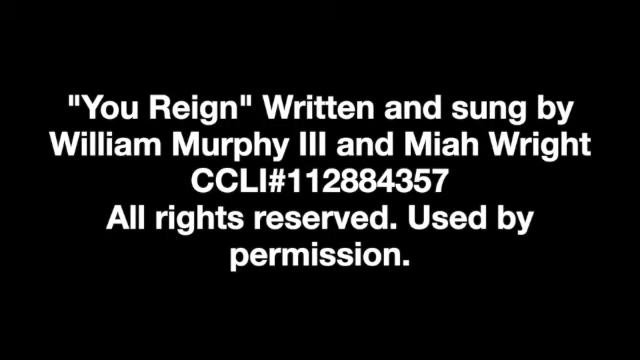 "You Reign" Written and sung by
William Murphy III and Miah Wright
CCLI#112884357
All rights reserved. Used by
permission.